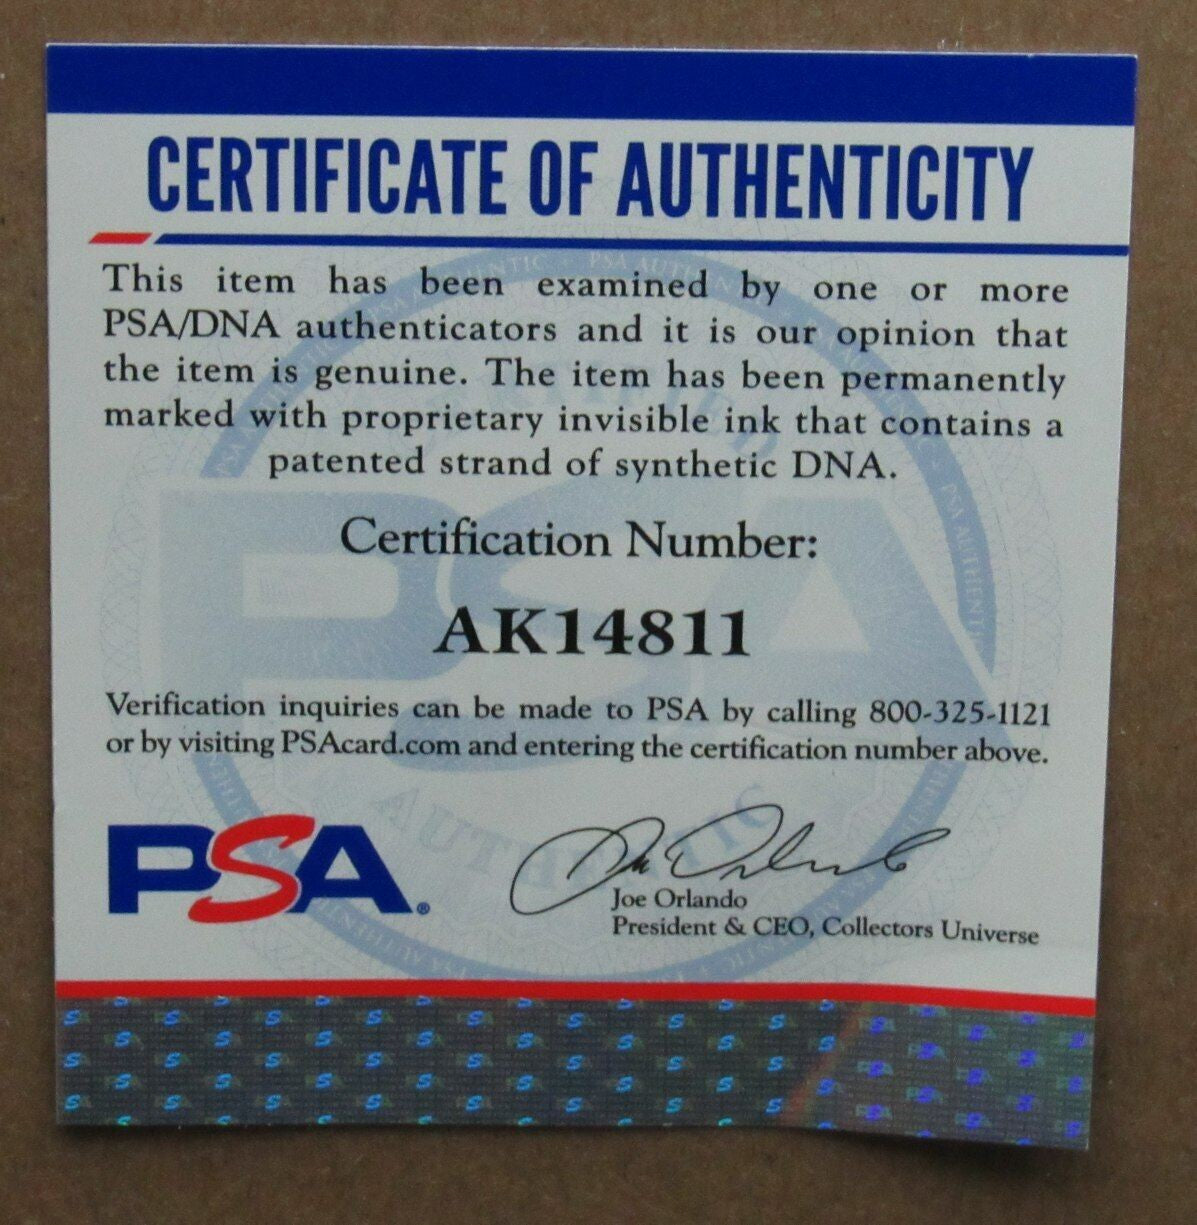 CERTIFICATE OF AUTHENTICITY
This item has been examined by one or more
PSA/DNA authenticators and it is our opinion that
the item is genuine. The item has been permanently
marked with proprietary invisible ink that contains a
patented strand of synthetic DNA.
Certification Number:
AK14811
Verification inquiries can be made to PSA by calling 800-325-1121
or by visiting PSAcard.com and entering the certification number above.
PSA®
Joe Orlando
President & CEO, Collectors Universe